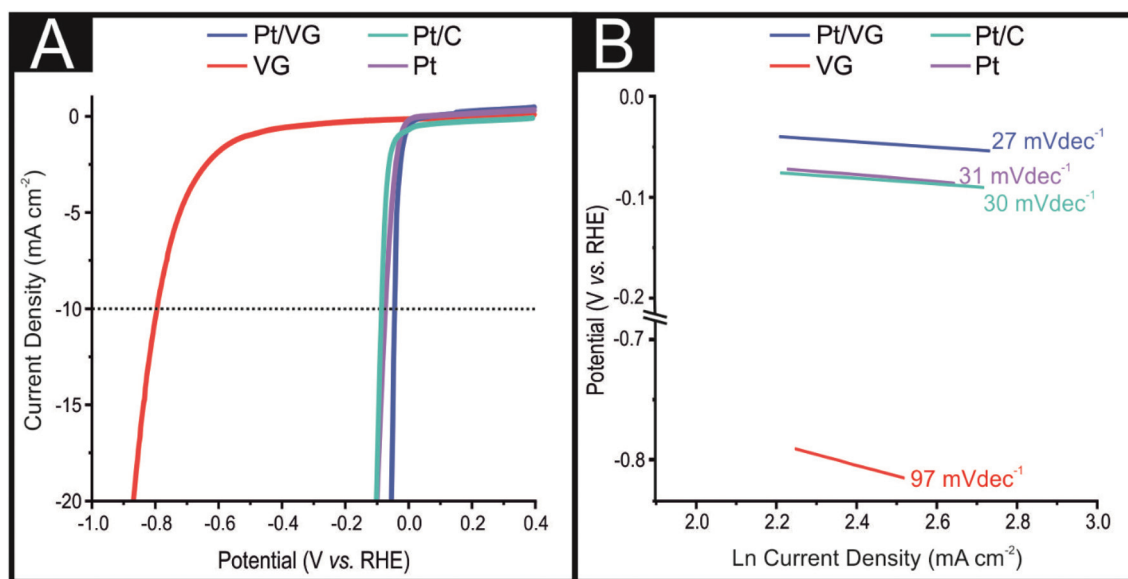 A
Pt/VG
Pt/C
VG
Pt
0
-5
-10
-15
-20
Current Density (mA cm⁻²)
-1.0
-0.8
-0.6
-0.4
-0.2
0.0
0.2
0.4
Potential (V vs. RHE)
B
Pt/VG
Pt/C
VG
Pt
0.0
-0.1
-0.2
-0.7
-0.8
Potential (V vs. RHE)
27 mVdec⁻¹
31 mVdec⁻¹
30 mVdec⁻¹
97 mVdec⁻¹
2.0
2.2
2.4
2.6
2.8
3.0
Ln Current Density (mA cm⁻²)